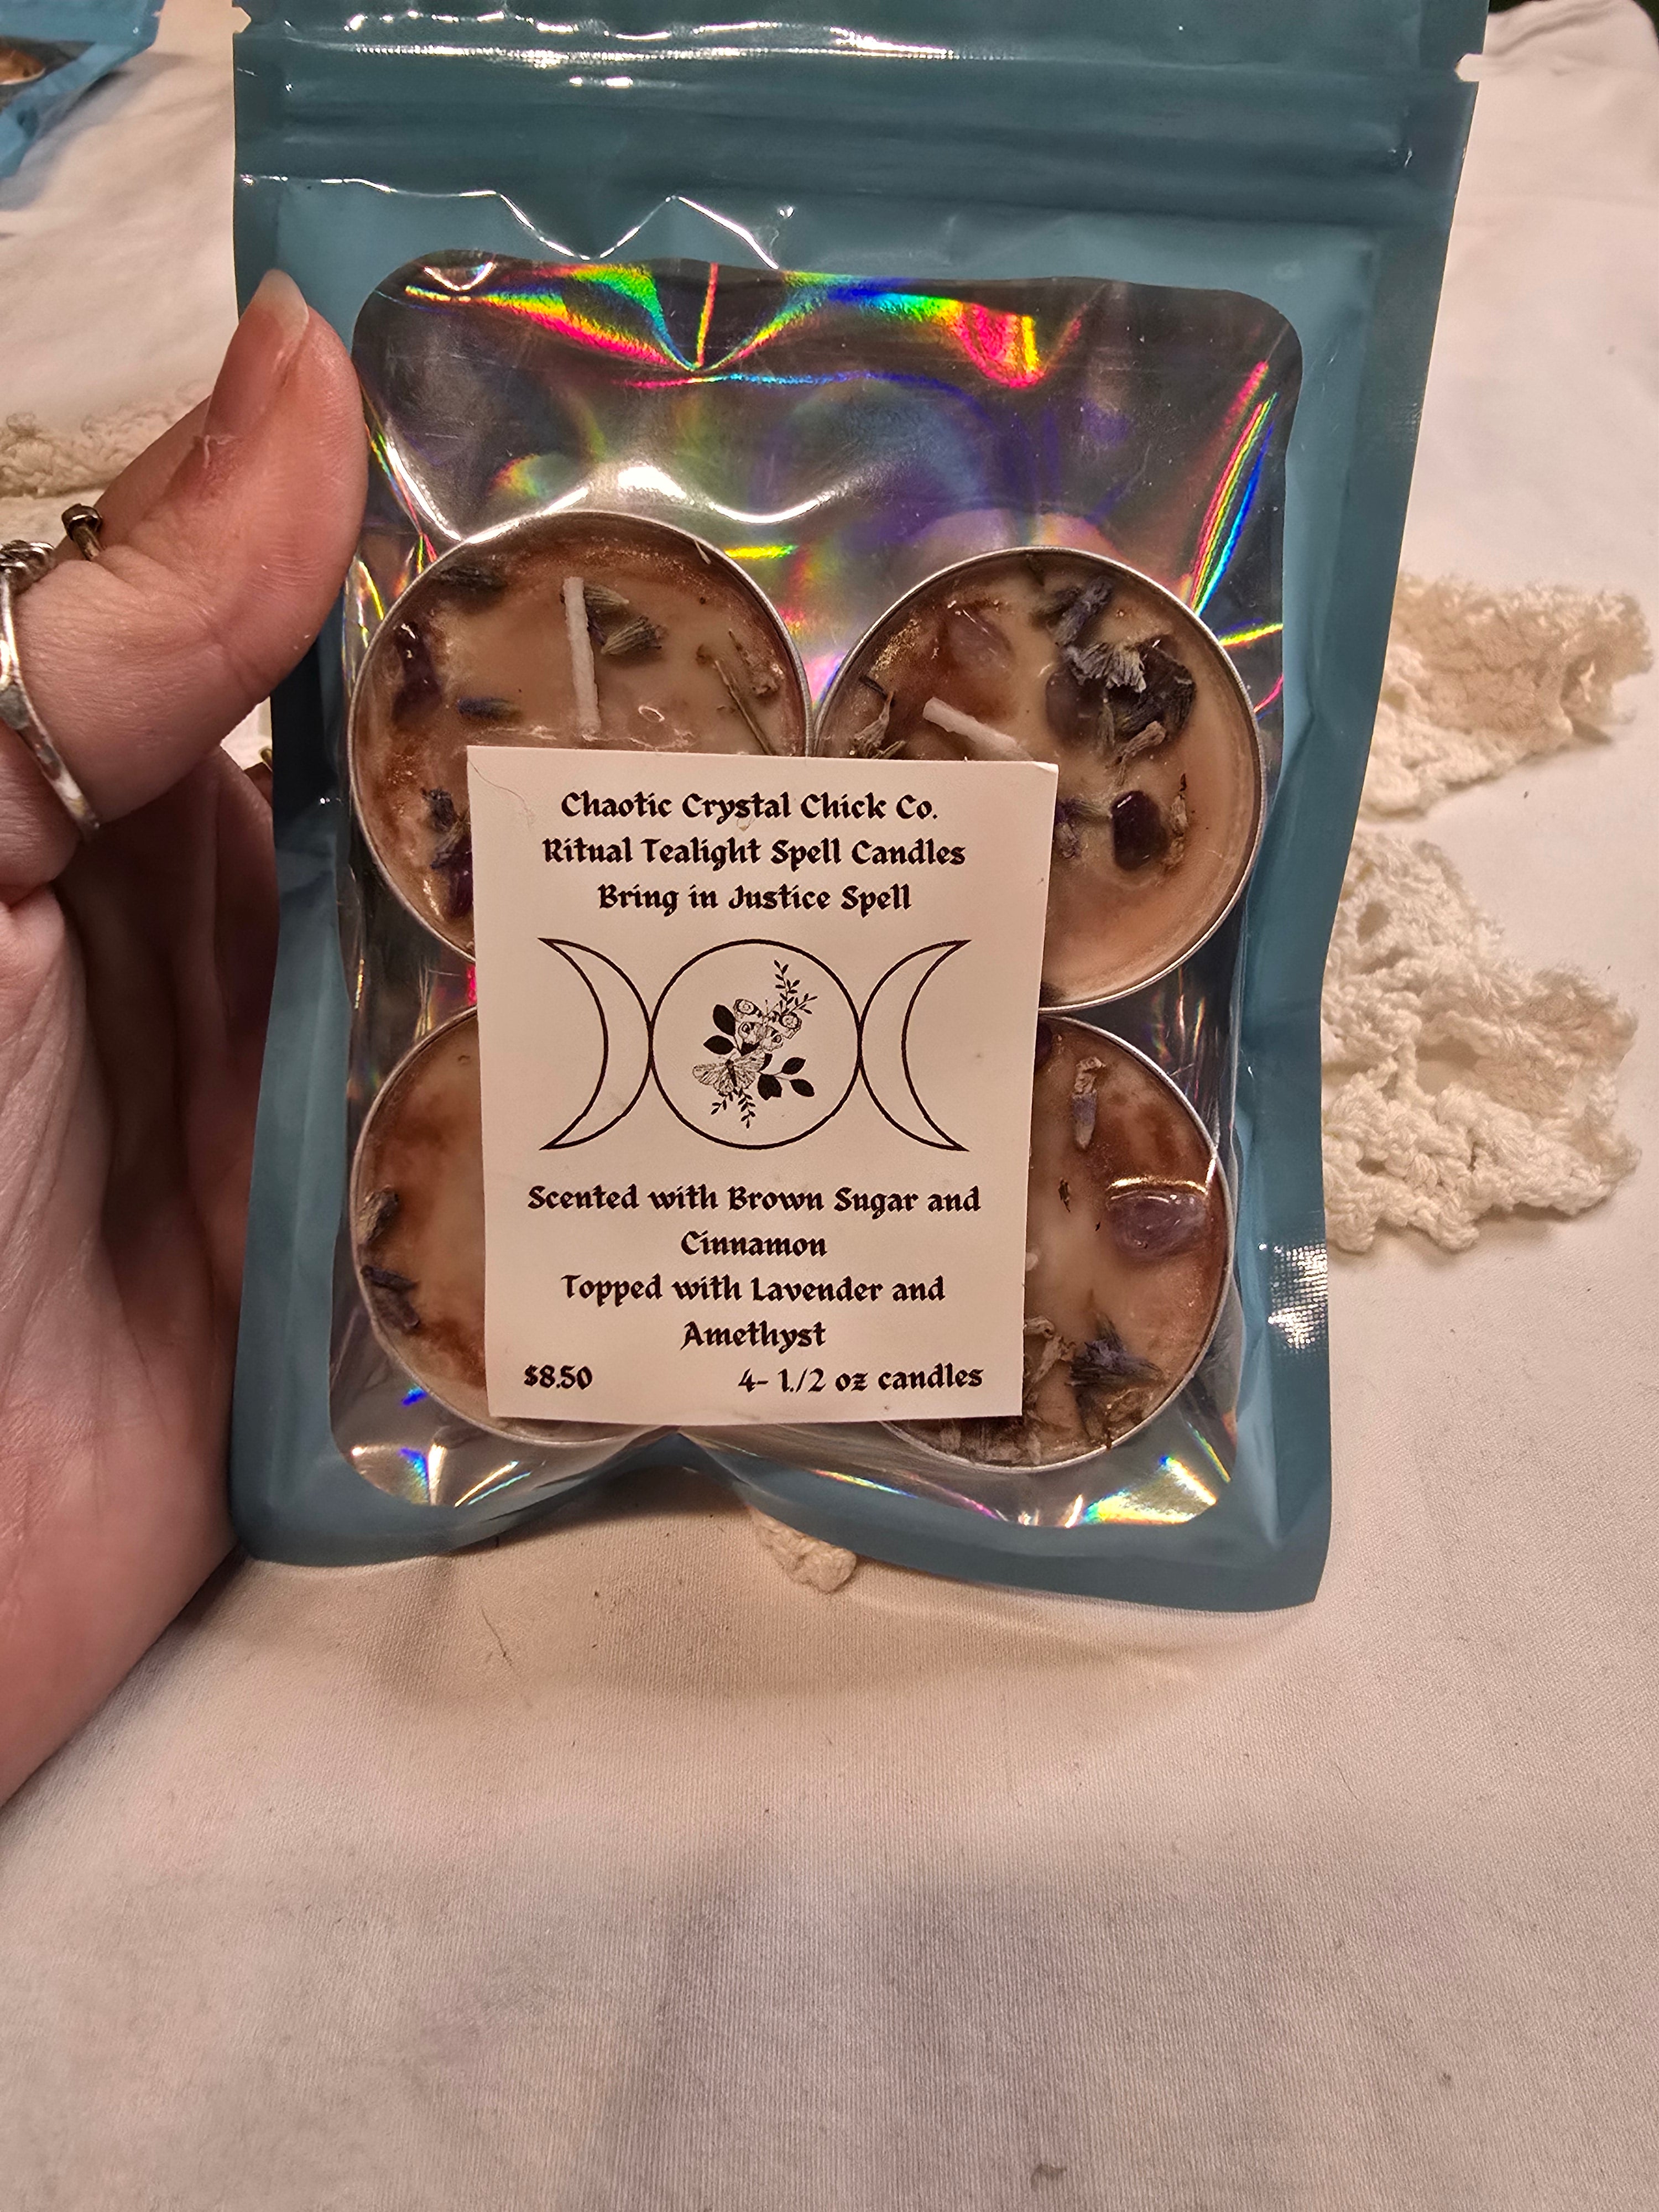 Chaotic Crystal Chick Co.
Ritual Tealight Spell Candles
Bring in Justice Spell
Scented with Brown Sugar and
Cinnamon
Topped with Lavender and
Amethyst
$8.50 4- 1./2 oz candles